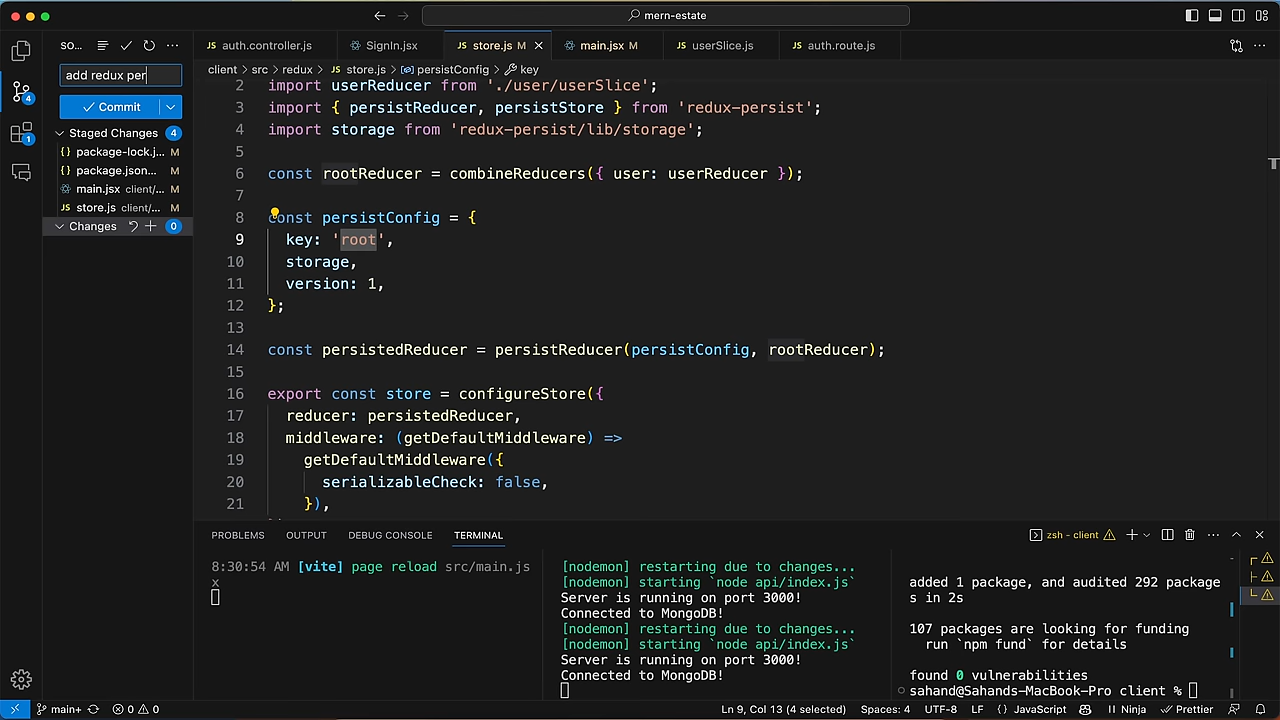 mern-estate
SO...
auth.controller.js
SignIn.jsx
JS store.js M
main.jsx M
JS userSlice.js
JS auth.route.js
add redux per
client > src > redux > JS store.js > persistConfig > key
Commit
Staged Changes 4
{} package-lock.j... M
{} package.json... M
main.jsx client/... M
JS store.js client/... M
Changes 0
4
1
2 import userReducer from './user/userSlice';
3 import { persistReducer, persistStore } from 'redux-persist';
4 import storage from 'redux-persist/lib/storage';
5
6 const rootReducer = combineReducers({ user: userReducer });
7
8 const persistConfig = {
9 key: 'root',
10 storage,
11 version: 1,
12 };
13
14 const persistedReducer = persistReducer(persistConfig, rootReducer);
15
16 export const store = configureStore({
17 reducer: persistedReducer,
18 middleware: (getDefaultMiddleware) =>
19 getDefaultMiddleware({
20 serializableCheck: false,
21 }),
PROBLEMS OUTPUT DEBUG CONSOLE TERMINAL
zsh - client
8:30:54 AM [vite] page reload src/main.js
x
[nodemon] restarting due to changes...
[nodemon] starting `node api/index.js`
Server is running on port 3000!
Connected to MongoDB!
[nodemon] restarting due to changes...
[nodemon] starting `node api/index.js`
Server is running on port 3000!
Connected to MongoDB!
added 1 package, and audited 292 package
s in 2s
107 packages are looking for funding
run `npm fund` for details
found 0 vulnerabilities
sahand@Sahands-MacBook-Pro client %
main+ 0 0 Ln 9, Col 13 (4 selected) Spaces: 4 UTF-8 LF {} JavaScript Ninja Prettier